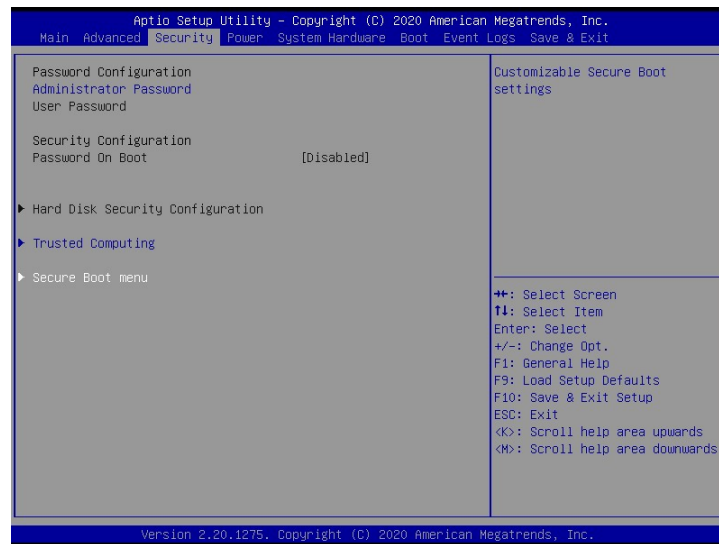 Aptio Setup Utility – Copyright (C) 2020 American Megatrends, Inc.
Main Advanced Security Power System Hardware Boot Event Logs Save & Exit
Password Configuration
Administrator Password
User Password
Security Configuration
Password On Boot [Disabled]
Hard Disk Security Configuration
Trusted Computing
Secure Boot menu
Customizable Secure Boot
settings
→←: Select Screen
↑↓: Select Item
Enter: Select
+/-: Change Opt.
F1: General Help
F9: Load Setup Defaults
F10: Save & Exit Setup
ESC: Exit
<K>: Scroll help area upwards
<M>: Scroll help area downwards
Version 2.20.1275. Copyright (C) 2020 American Megatrends, Inc.